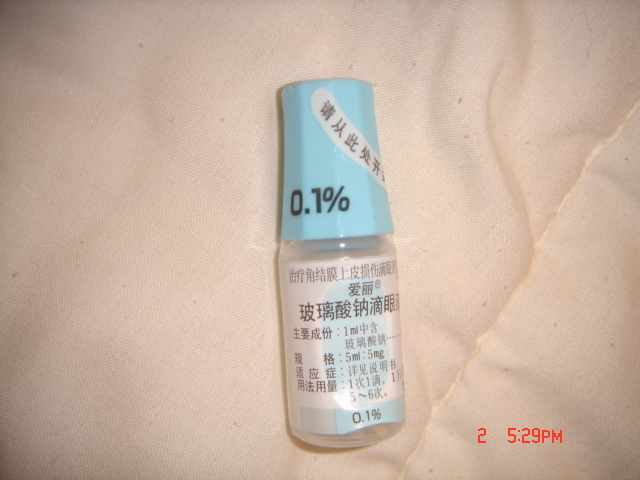 请从此处开
0.1%
治疗角结膜上皮损伤滴眼
爱丽®
玻璃酸钠滴眼液
主要成份:1ml中含
玻璃酸钠
规 格:5ml:5mg
适应症:详见说明书
用法用量:1次1滴, 1
5～6次。
0.1%
2 5:29PM